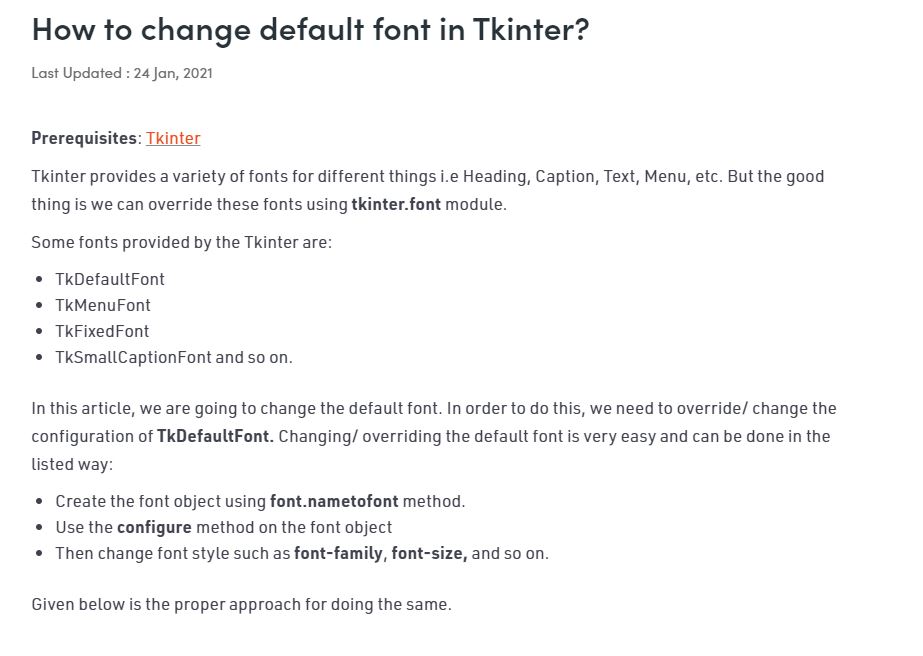 How to change default font in Tkinter?
Last Updated : 24 Jan, 2021
Prerequisites: Tkinter
Tkinter provides a variety of fonts for different things i.e Heading, Caption, Text, Menu, etc. But the good
thing is we can override these fonts using tkinter.font module.
Some fonts provided by the Tkinter are:
• TkDefaultFont
• TkMenuFont
• TkFixedFont
• TkSmallCaptionFont and so on.
In this article, we are going to change the default font. In order to do this, we need to override/ change the
configuration of TkDefaultFont. Changing/ overriding the default font is very easy and can be done in the
listed way:
• Create the font object using font.nametofont method.
• Use the configure method on the font object
• Then change font style such as font-family, font-size, and so on.
Given below is the proper approach for doing the same.